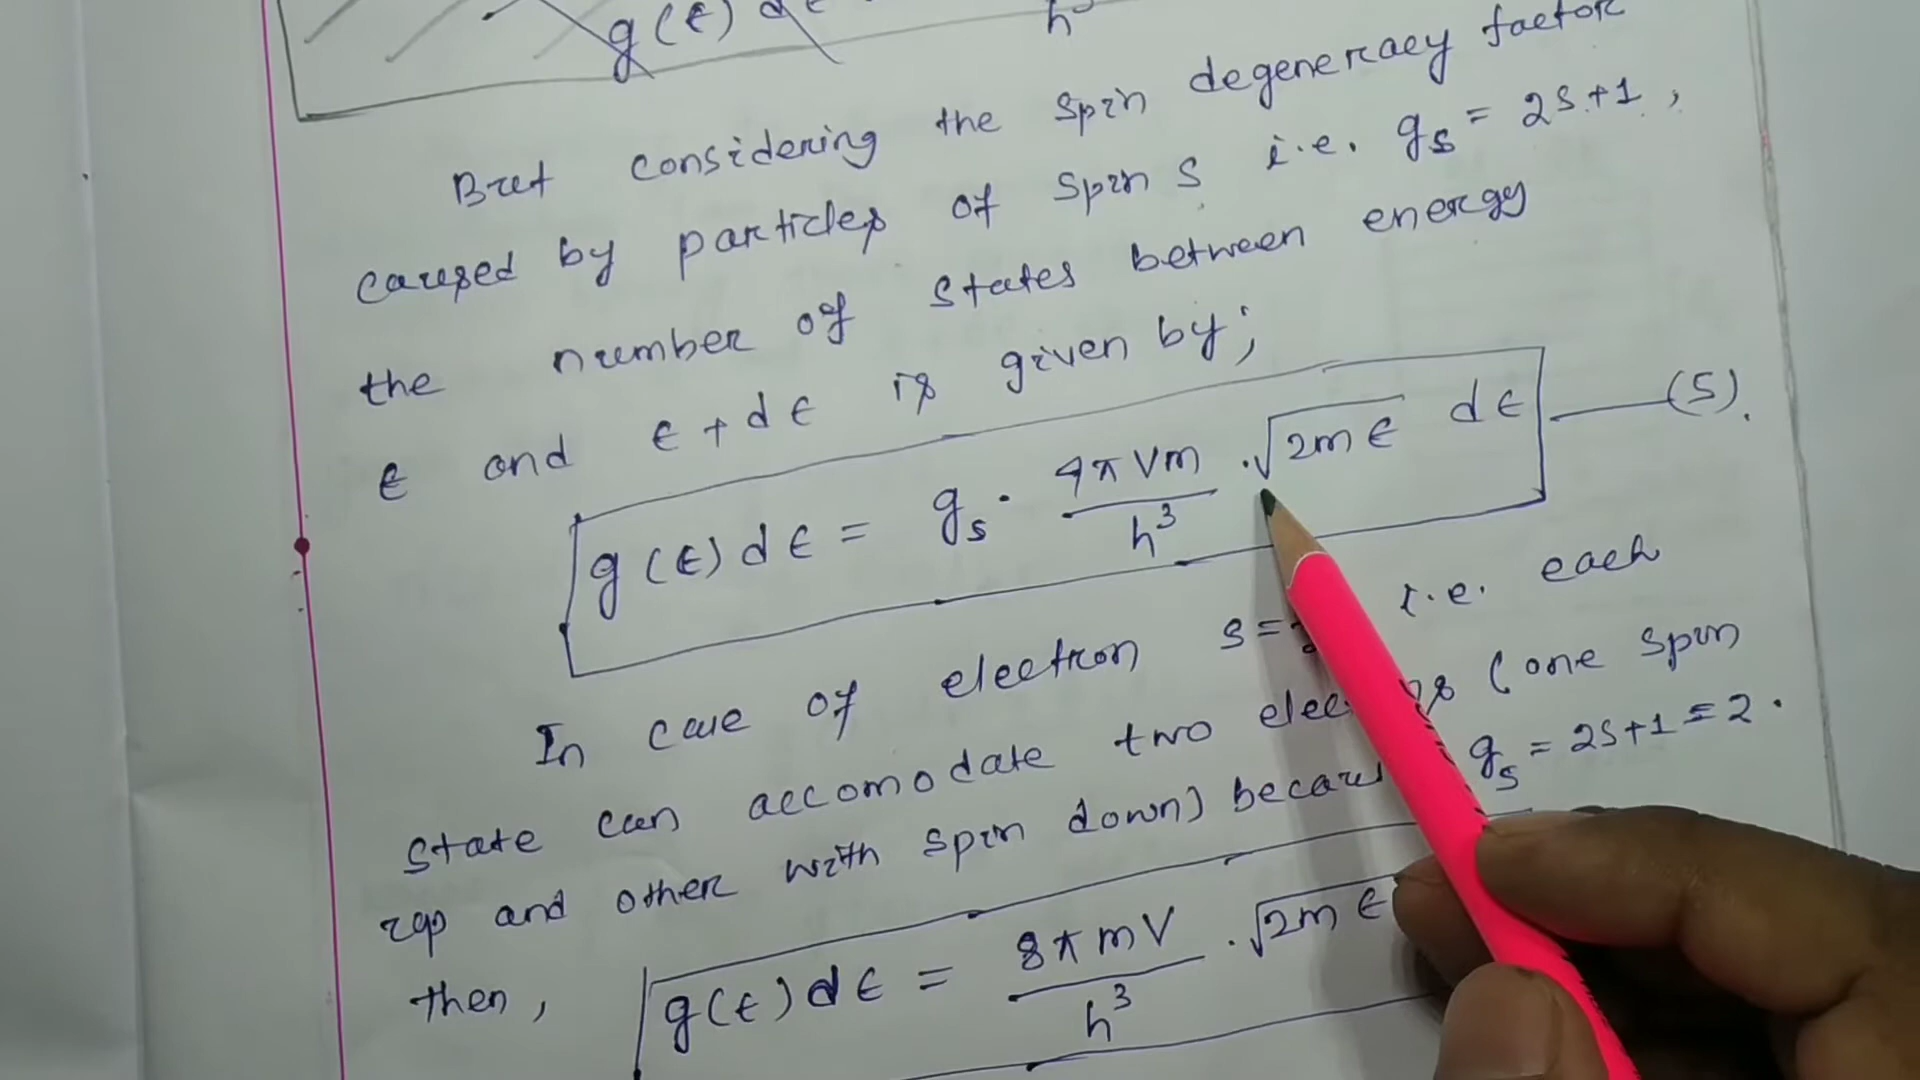 g(ε) dε
h³
But considering the spin degeneracy factor
caused by particles of spin s i.e. gₛ = 2s+1,
the number of states between energy
ε and ε + dε is given by;
g(ε) dε = gₛ · 4πVm/h³ · √2mε dε —— (5).
In case of electron s = i.e. each
state can accomodate two (one spin
up and other with spin down) gₛ = 2s+1 = 2.
then, g(ε) dε = 8πmV/h³ · √2mε